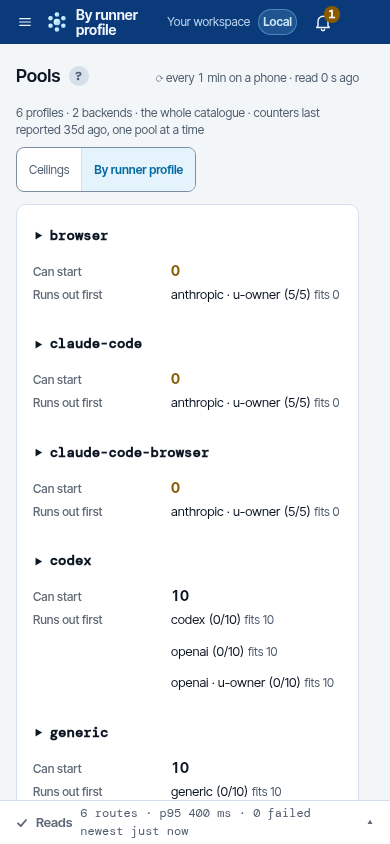 By runner profile
Your workspace
Local
1
Pools
?
⟳ every 1 min on a phone · read 0 s ago
6 profiles · 2 backends · the whole catalogue · counters last
reported 35d ago, one pool at a time
Ceilings
By runner profile
▶ browser
Can start 0
Runs out first anthropic · u-owner (5/5) fits 0
▶ claude-code
Can start 0
Runs out first anthropic · u-owner (5/5) fits 0
▶ claude-code-browser
Can start 0
Runs out first anthropic · u-owner (5/5) fits 0
▶ codex
Can start 10
Runs out first codex (0/10) fits 10
openai (0/10) fits 10
openai · u-owner (0/10) fits 10
▶ generic
Can start 10
Runs out first generic (0/10) fits 10
Reads 6 routes · p95 400 ms · 0 failed
newest just now